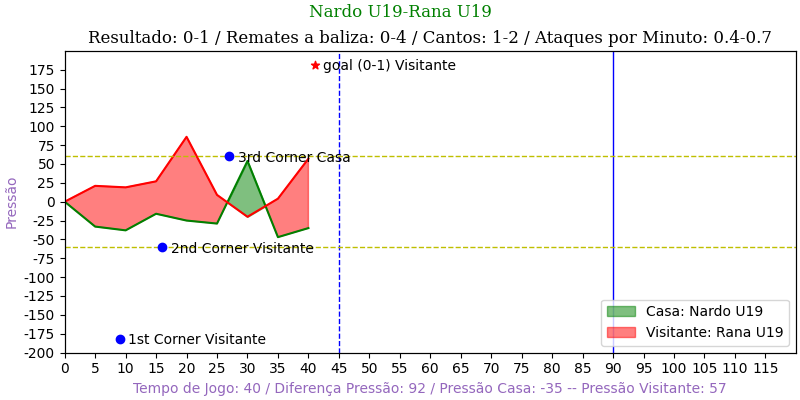 Nardo U19-Rana U19
Resultado: 0-1 / Remates a baliza: 0-4 / Cantos: 1-2 / Ataques por Minuto: 0.4-0.7
goal (0-1) Visitante
3rd Corner Casa
2nd Corner Visitante
1st Corner Visitante
Pressão
175
150
125
100
75
50
25
0
-25
-50
-75
-100
-125
-150
-175
-200
Casa: Nardo U19
Visitante: Rana U19
0 5 10 15 20 25 30 35 40 45 50 55 60 65 70 75 80 85 90 95 100 105 110 115
Tempo de Jogo: 40 / Diferença Pressão: 92 / Pressão Casa: -35 -- Pressão Visitante: 57